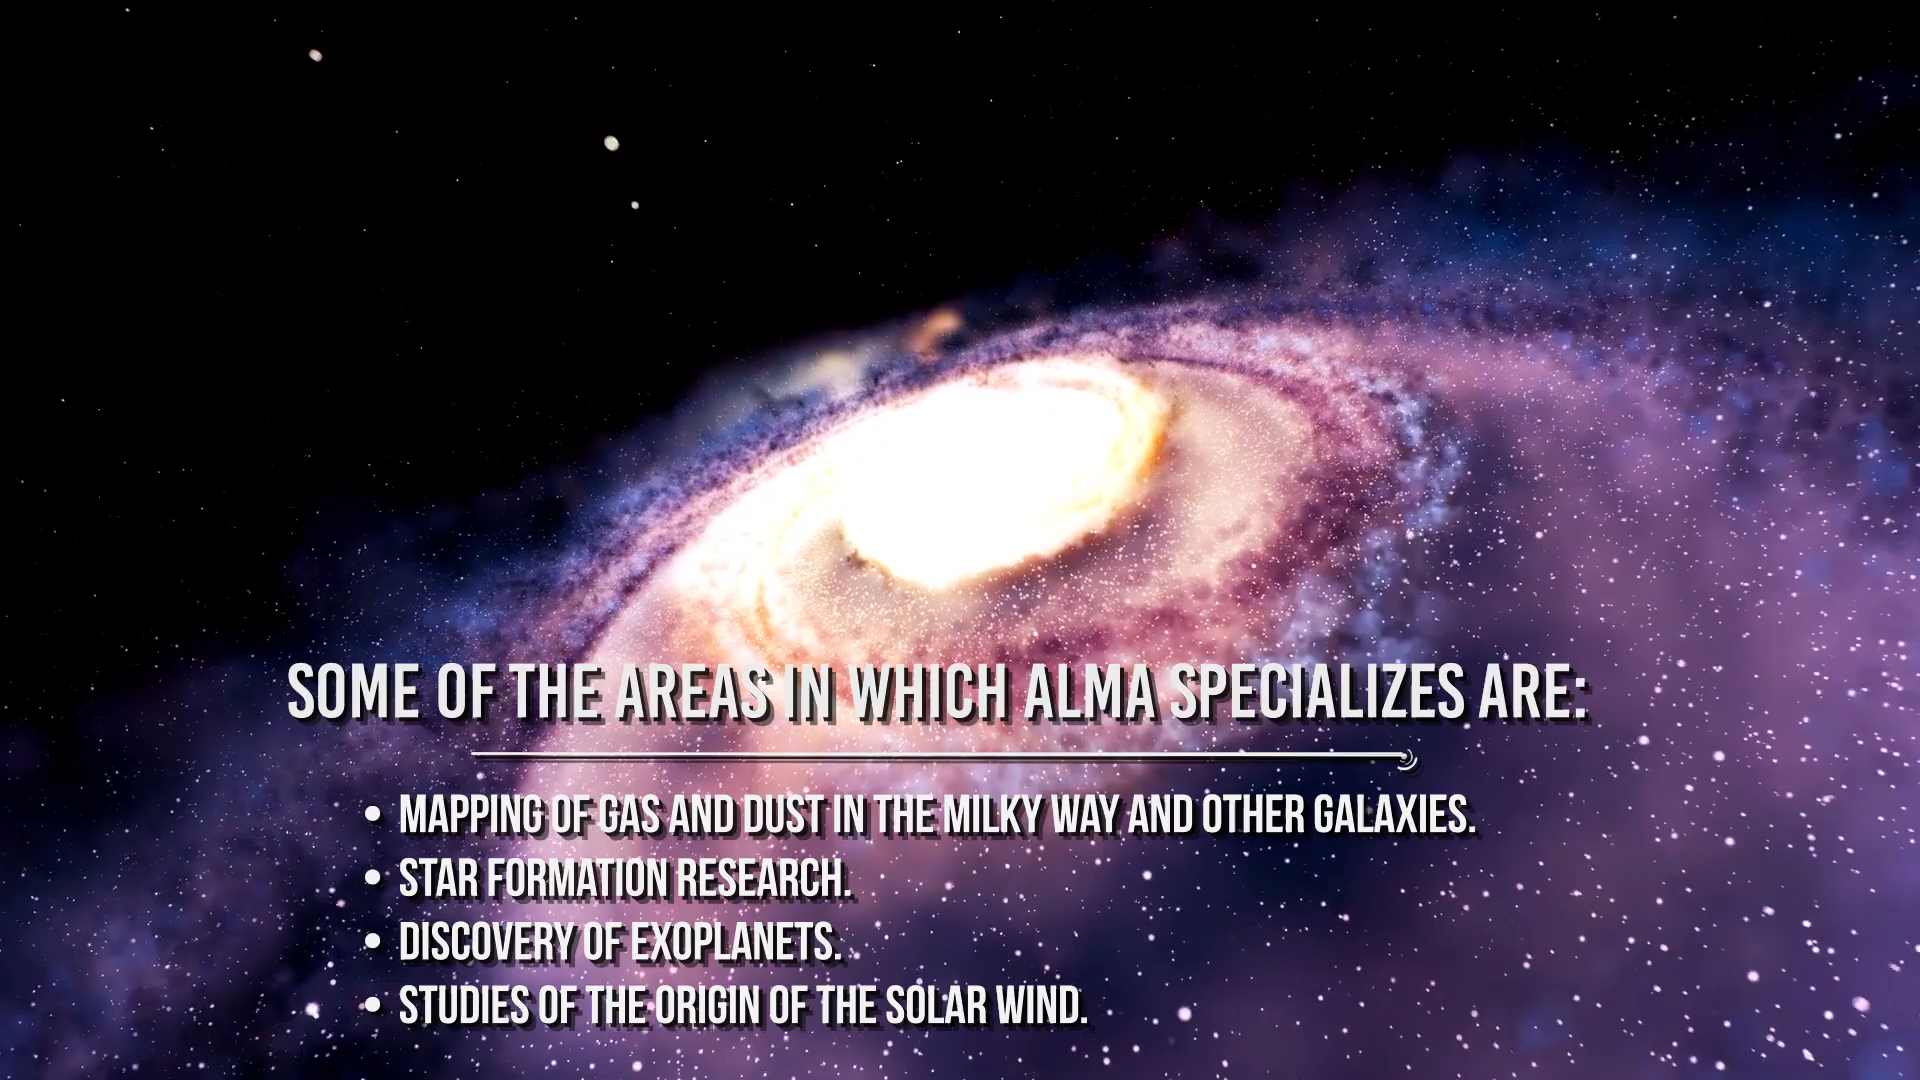 SOME OF THE AREAS IN WHICH ALMA SPECIALIZES ARE:
• MAPPING OF GAS AND DUST IN THE MILKY WAY AND OTHER GALAXIES.
• STAR FORMATION RESEARCH.
• DISCOVERY OF EXOPLANETS.
• STUDIES OF THE ORIGIN OF THE SOLAR WIND.